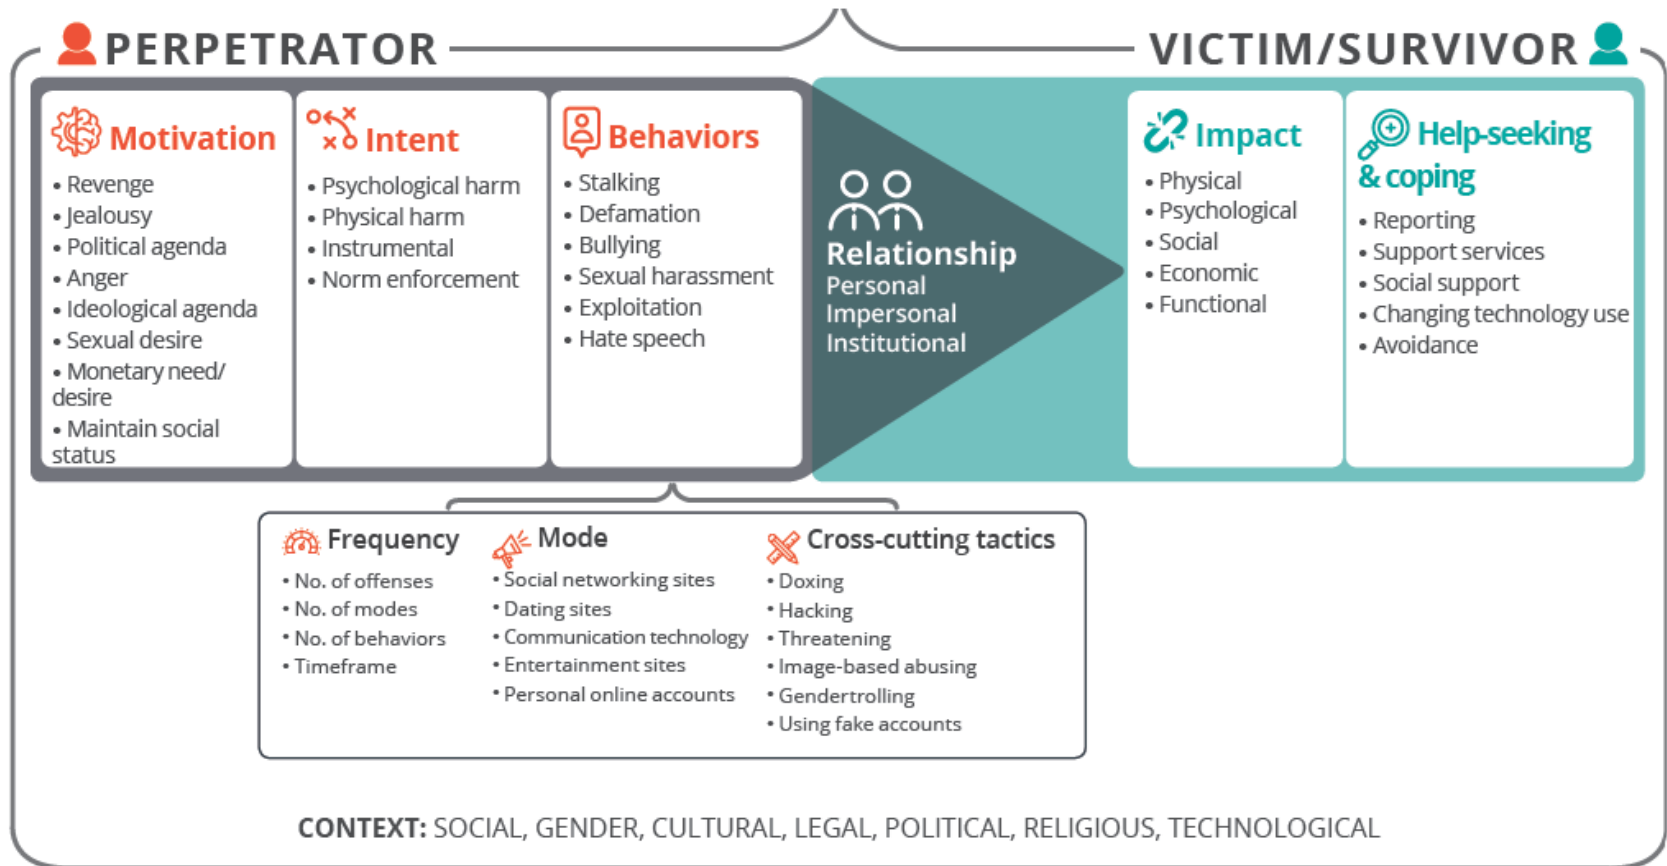 PERPETRATOR
VICTIM/SURVIVOR
Motivation
• Revenge
• Jealousy
• Political agenda
• Anger
• Ideological agenda
• Sexual desire
• Monetary need/
desire
• Maintain social
status
Intent
• Psychological harm
• Physical harm
• Instrumental
• Norm enforcement
Behaviors
• Stalking
• Defamation
• Bullying
• Sexual harassment
• Exploitation
• Hate speech
Relationship
Personal
Impersonal
Institutional
Impact
• Physical
• Psychological
• Social
• Economic
• Functional
Help-seeking
& coping
• Reporting
• Support services
• Social support
• Changing technology use
• Avoidance
Frequency
• No. of offenses
• No. of modes
• No. of behaviors
• Timeframe
Mode
• Social networking sites
• Dating sites
• Communication technology
• Entertainment sites
• Personal online accounts
Cross-cutting tactics
• Doxing
• Hacking
• Threatening
• Image-based abusing
• Gendertrolling
• Using fake accounts
CONTEXT: SOCIAL, GENDER, CULTURAL, LEGAL, POLITICAL, RELIGIOUS, TECHNOLOGICAL